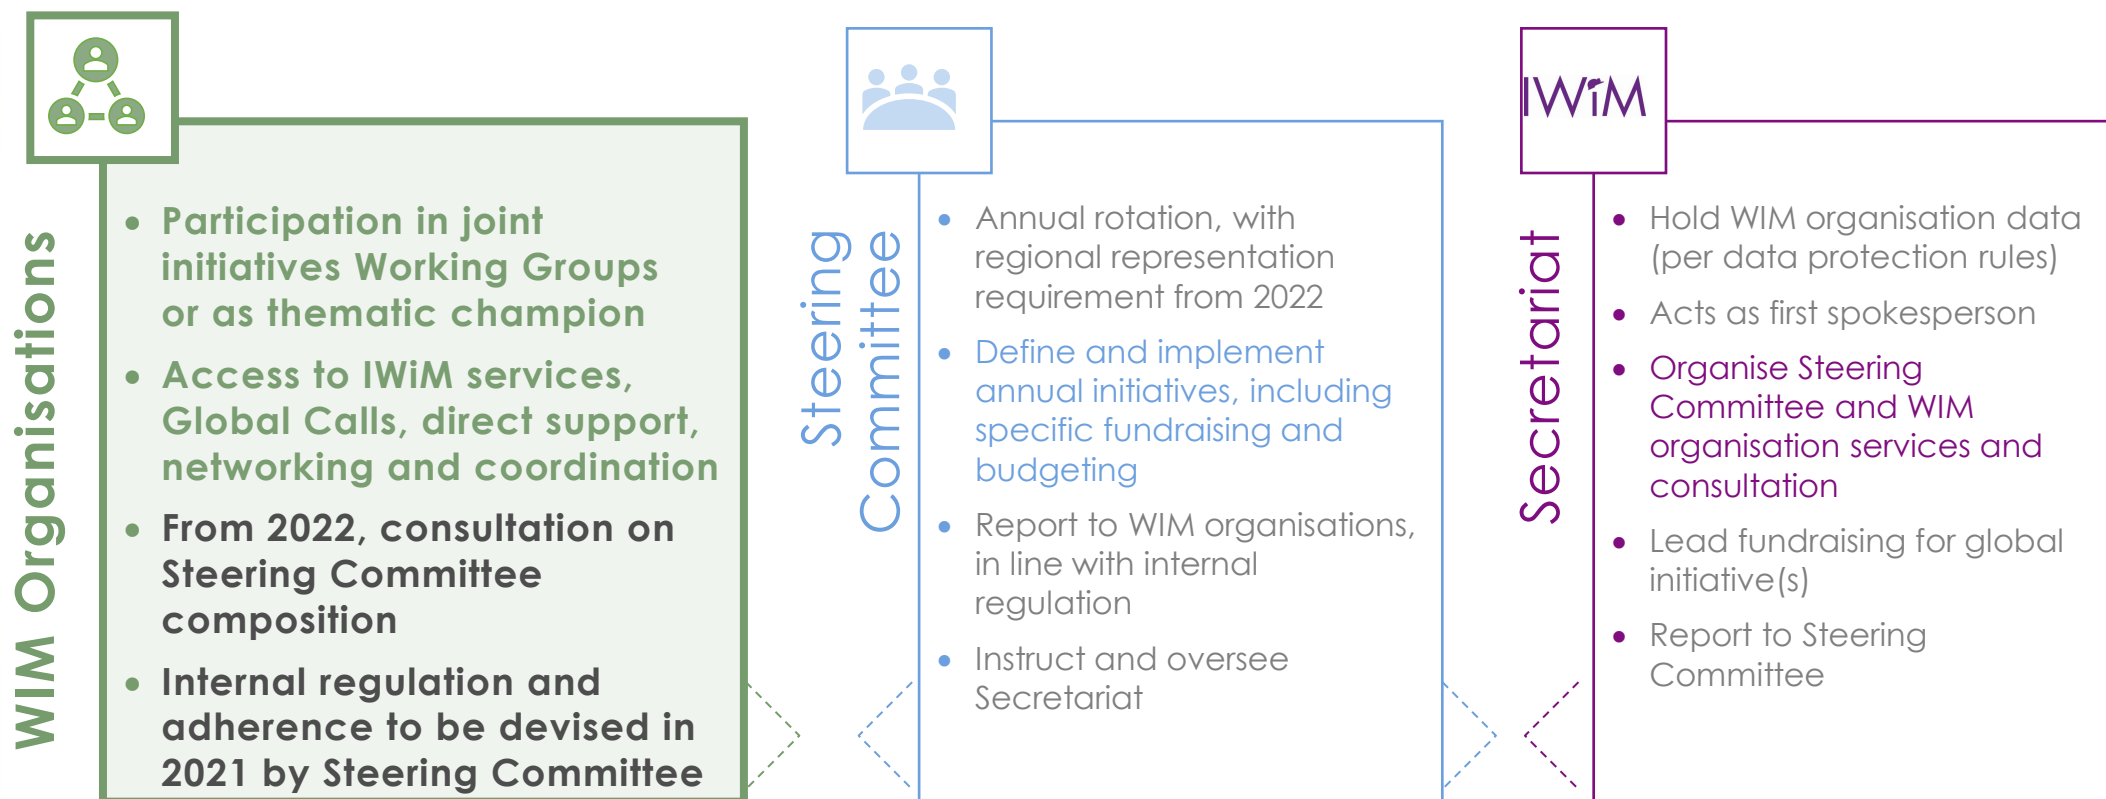 WIM Organisations
• Participation in joint
initiatives Working Groups
or as thematic champion
• Access to IWiM services,
Global Calls, direct support,
networking and coordination
• From 2022, consultation on
Steering Committee
composition
• Internal regulation and
adherence to be devised in
2021 by Steering Committee
Steering
Committee
• Annual rotation, with
regional representation
requirement from 2022
• Define and implement
annual initiatives, including
specific fundraising and
budgeting
• Report to WIM organisations,
in line with internal
regulation
• Instruct and oversee
Secretariat
IWiM
Secretariat
• Hold WIM organisation data
(per data protection rules)
• Acts as first spokesperson
• Organise Steering
Committee and WIM
organisation services and
consultation
• Lead fundraising for global
initiative(s)
• Report to Steering
Committee